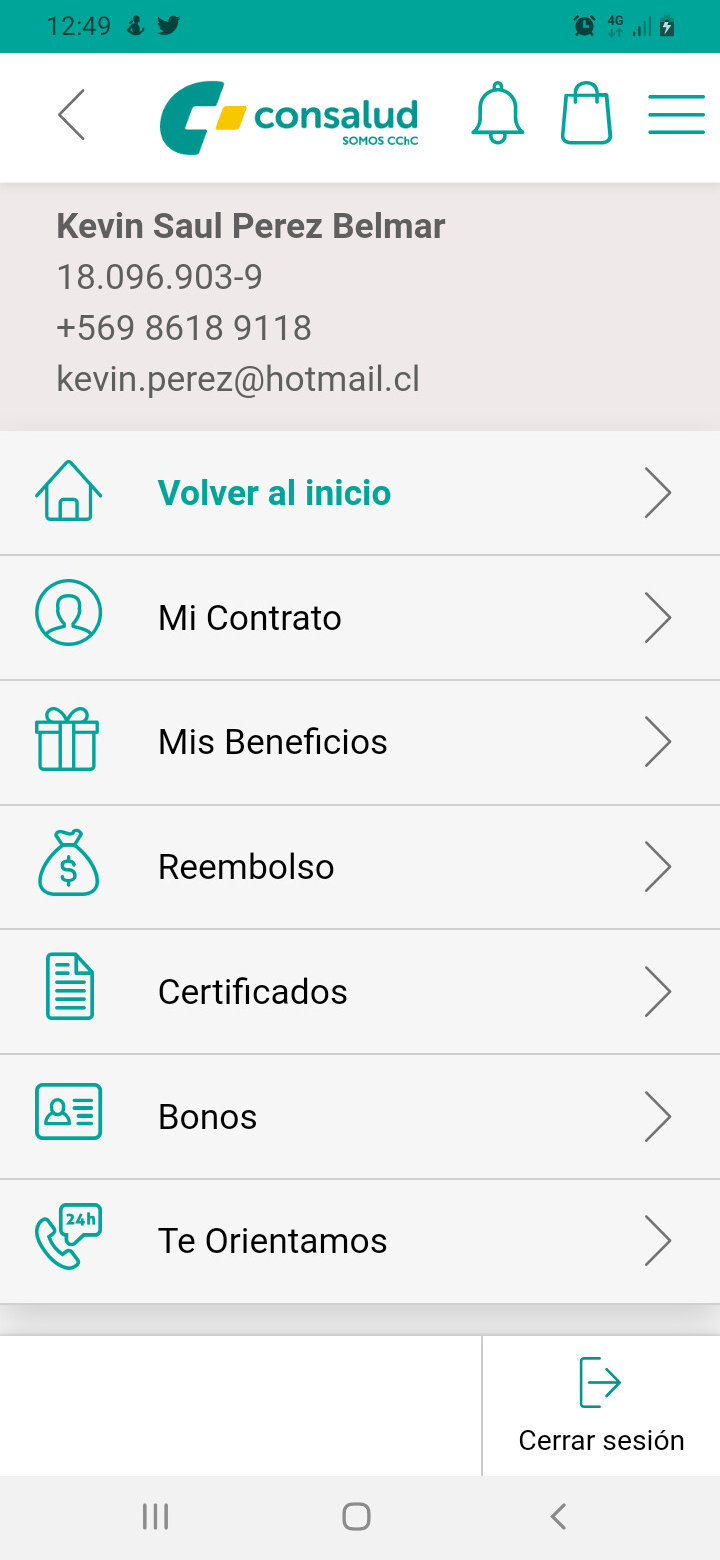 12:49
4G
consalud
SOMOS CChC
Kevin Saul Perez Belmar
18.096.903-9
+569 8618 9118
kevin.perez@hotmail.cl
Volver al inicio
Mi Contrato
Mis Beneficios
$
Reembolso
Certificados
Bonos
24h
Te Orientamos
Cerrar sesión